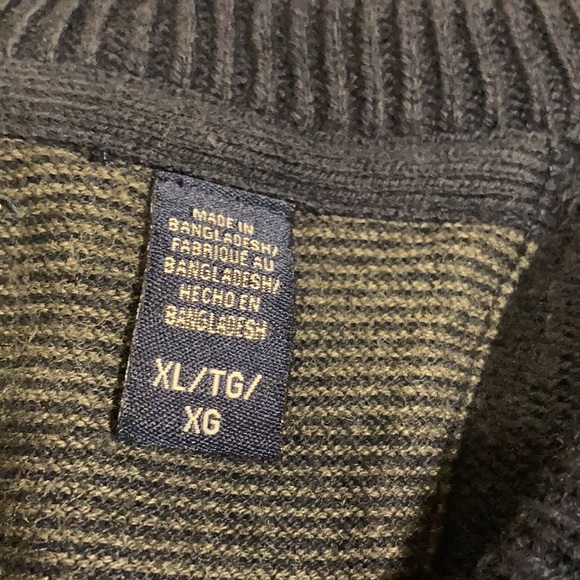 MADE IN
BANGLADESH/
FABRIQUE AU
BANGLADESH/
HECHO EN
BANGLADESH
XL/TG/
XG